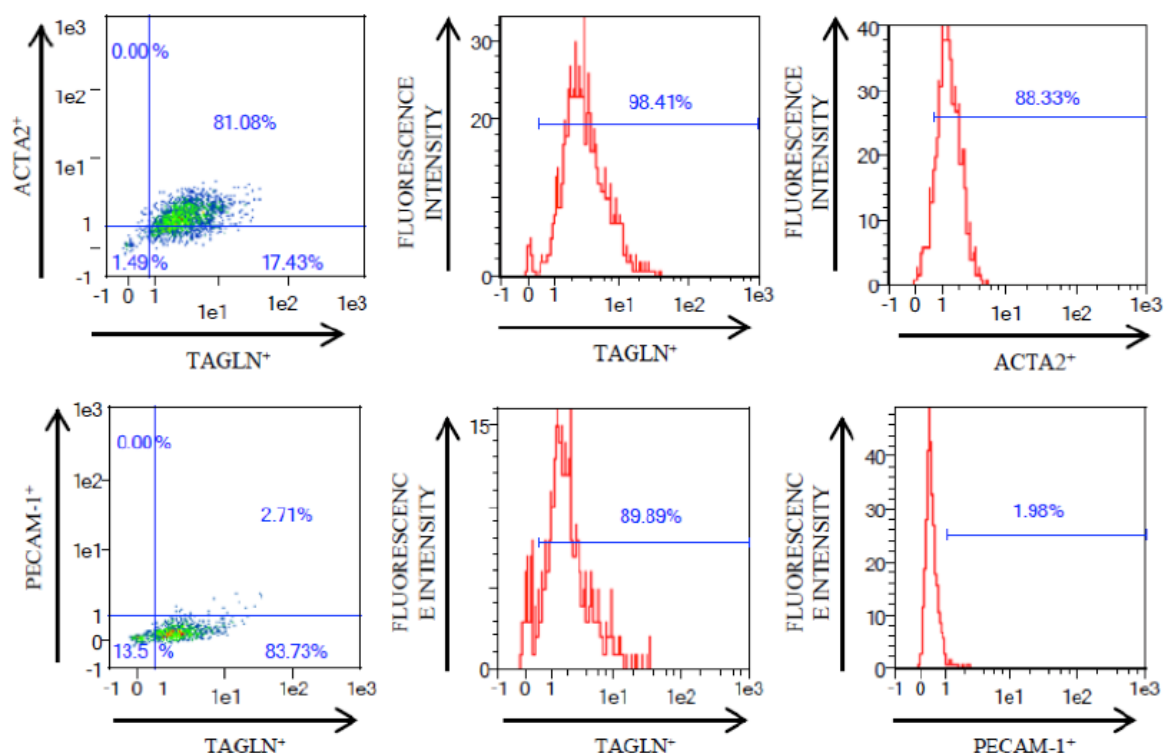 1e3
1e2
1e1
1
-1
ACTA2⁺
0.00%
81.08%
1.49%
17.43%
-1 0 1 1e1 1e2 1e3
TAGLN⁺
30
20
10
0
FLUORESCENCE
INTENSITY
98.41%
-1 0 1 1e1 1e2 1e3
TAGLN⁺
40
30
20
10
0
FLUORESCENCE
INTENSITY
88.33%
-1 0 1 1e1 1e2 1e3
ACTA2⁺
1e3
1e2
1e1
1
0
-1
PECAM-1⁺
0.00%
2.71%
13.5 %
83.73%
-1 0 1 1e1 1e2 1e3
TAGLN⁺
15
0
FLUORESCENC
E INTENSITY
89.89%
-1 0 1 1e1 1e2 1e3
TAGLN⁺
40
30
20
10
0
FLUORESCENC
E INTENSITY
1.98%
-1 0 1 1e1 1e2 1e3
PECAM-1⁺